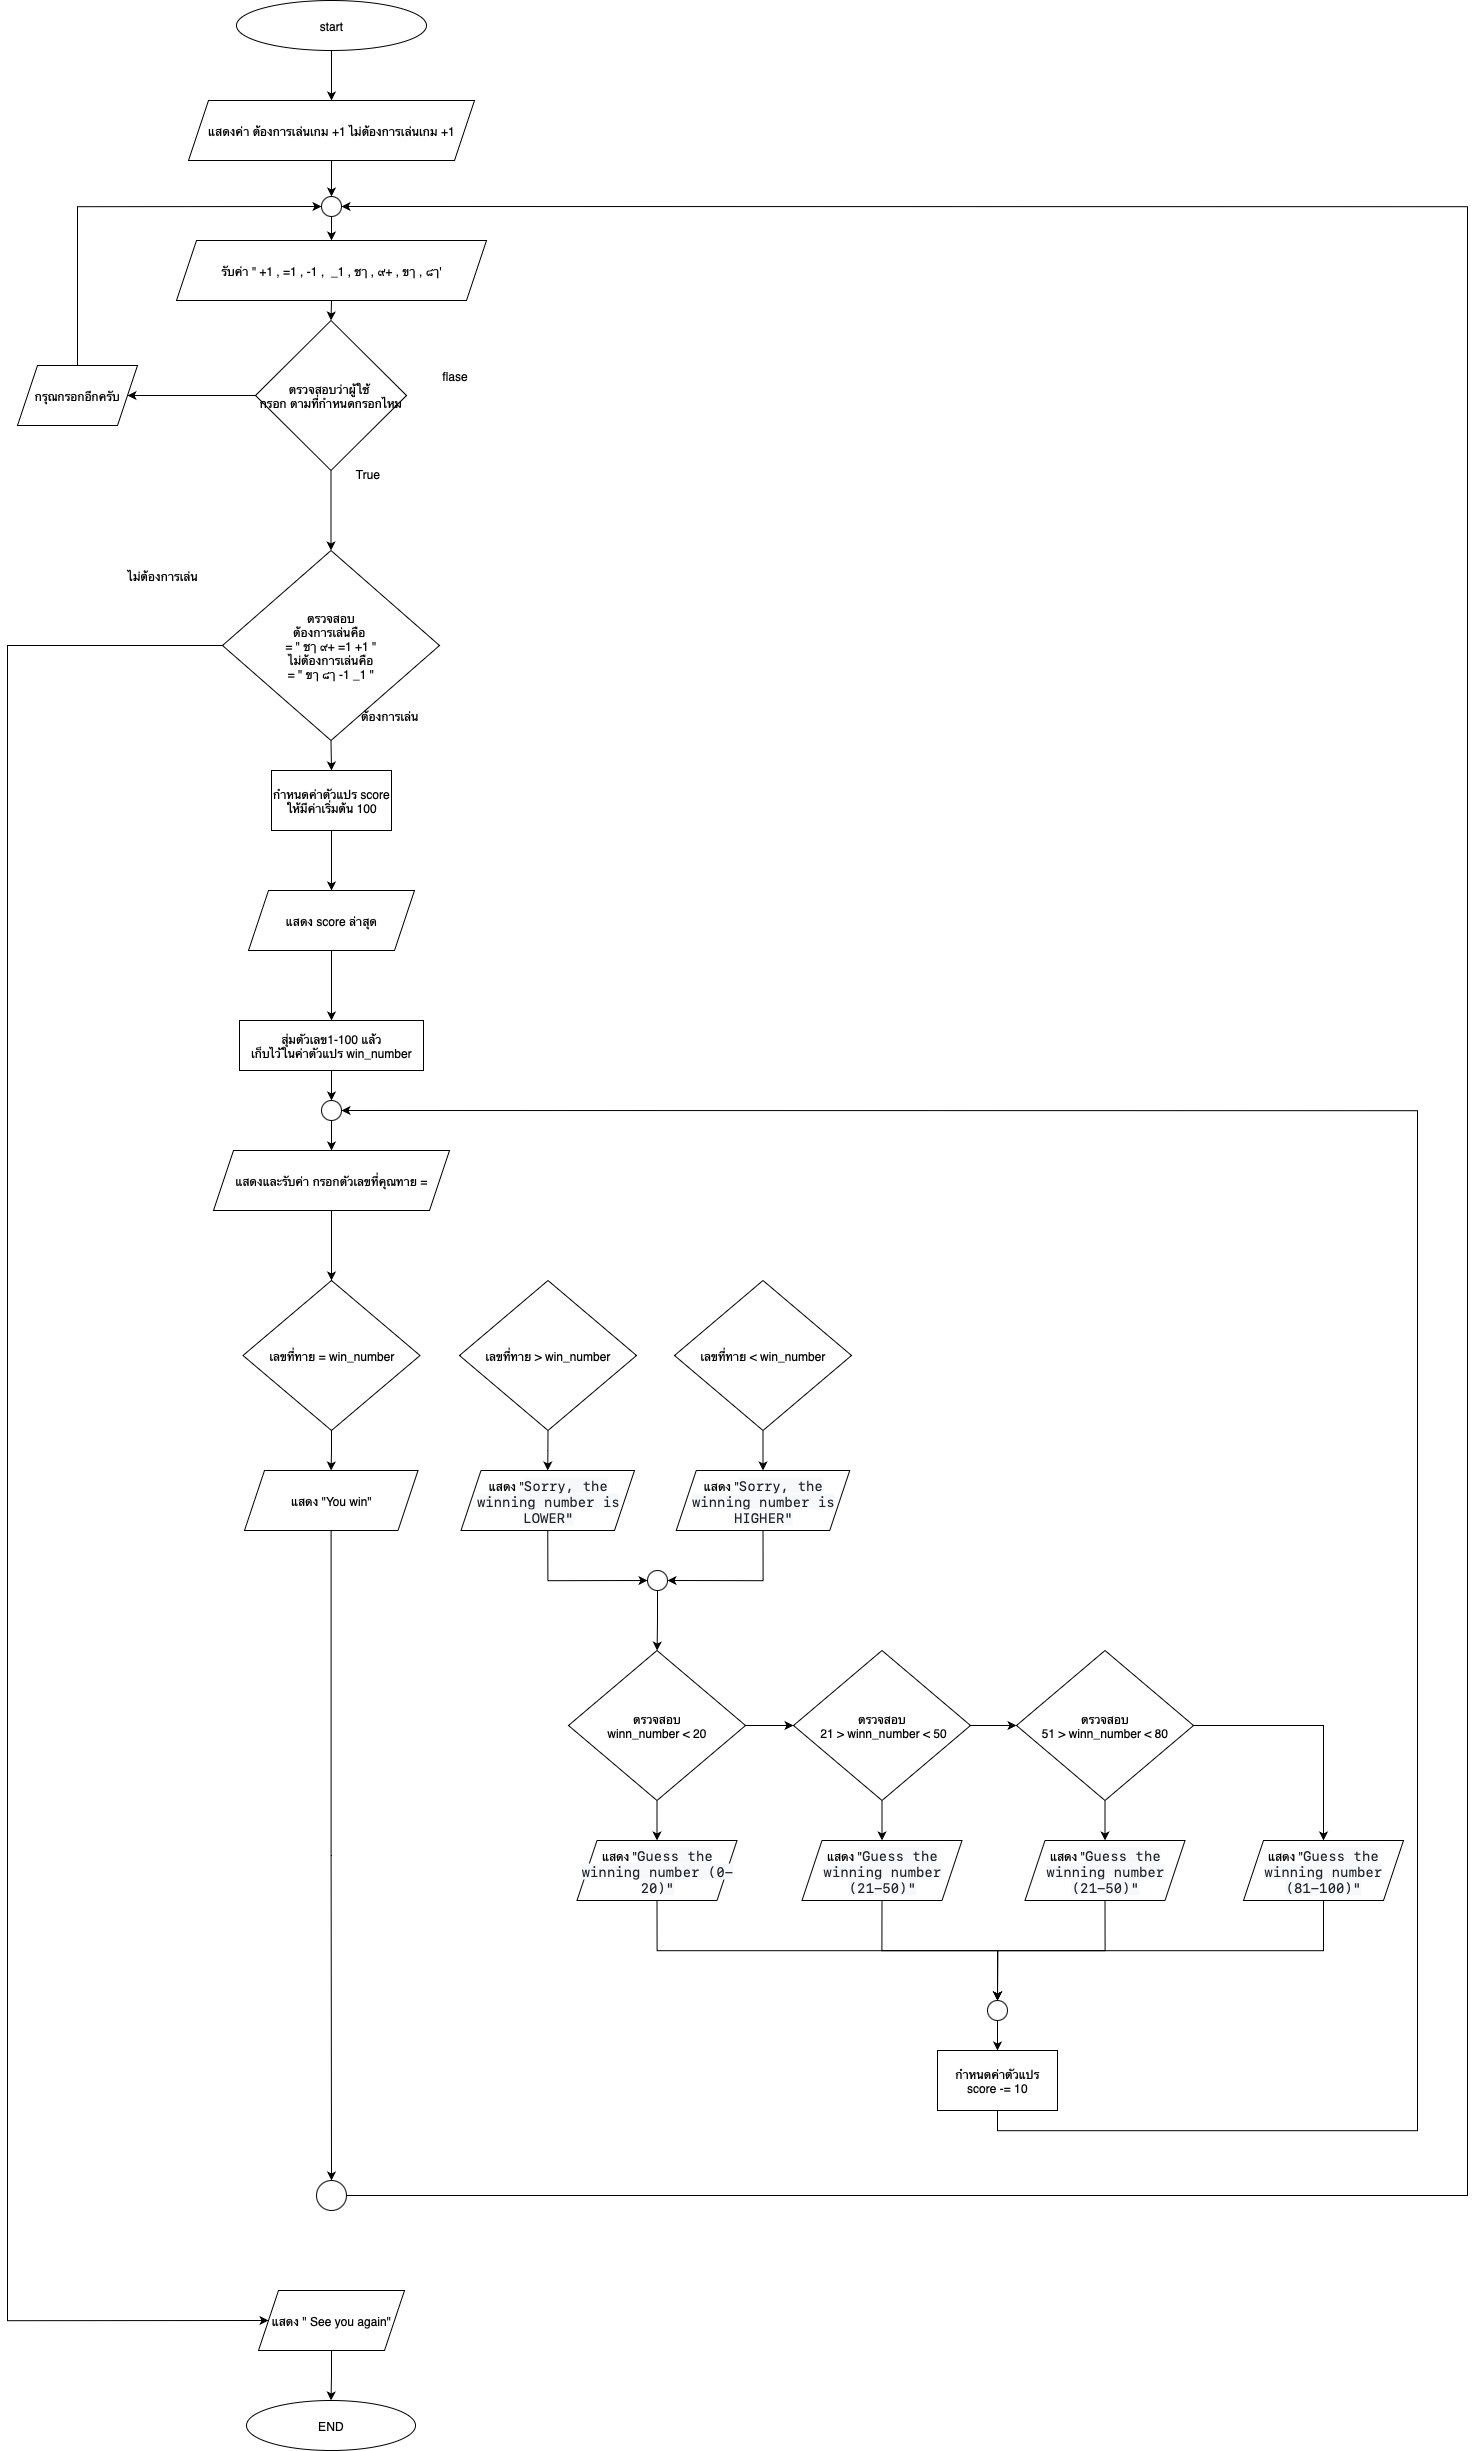 start
แสดงค่า ต้องการเล่นเกม +1 ไม่ต้องการเล่นเกม +1
รับค่า " +1 , =1 , -1 , _1 , ชๅ , ๙+ , ขๅ , ๘ๅ'
flase
ตรวจสอบว่าผู้ใช้
กรอก ตามที่กำหนดกรอกไหม
กรุณกรอกอีกครับ
True
ไม่ต้องการเล่น
ตรวจสอบ
ต้องการเล่นคือ
= " ชๅ ๙+ =1 +1 "
ไม่ต้องการเล่นคือ
= " ขๅ ๘ๅ -1 _1 "
ต้องการเล่น
กำหนดค่าตัวแปร score
ให้มีค่าเริ่มต้น 100
แสดง score ล่าสุด
สุ่มตัวเลข1-100 แล้ว
เก็บไว้ในค่าตัวแปร win_number
แสดงและรับค่า กรอกตัวเลขที่คุณทาย =
เลขที่ทาย = win_number
เลขที่ทาย > win_number
เลขที่ทาย < win_number
แสดง "You win"
แสดง "Sorry, the
winning number is
LOWER"
แสดง "Sorry, the
winning number is
HIGHER"
ตรวจสอบ
winn_number < 20
ตรวจสอบ
21 > winn_number < 50
ตรวจสอบ
51 > winn_number < 80
แสดง "Guess the
winning number (0–
20)"
แสดง "Guess the
winning number
(21–50)"
แสดง "Guess the
winning number
(21–50)"
แสดง "Guess the
winning number
(81–100)"
กำหนดค่าตัวแปร
score -= 10
แสดง " See you again"
END